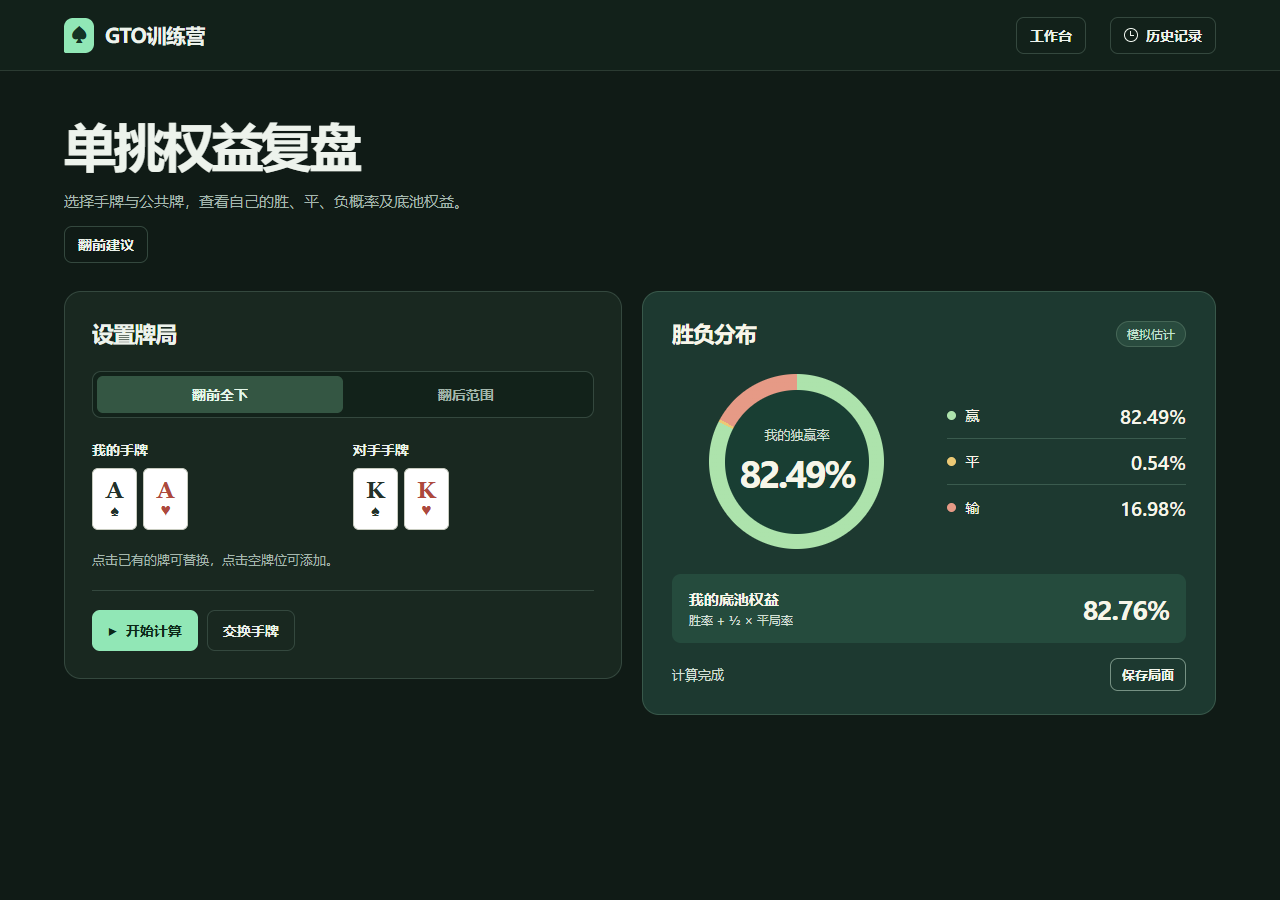 GTO训练营
工作台
历史记录
单挑权益复盘
选择手牌与公共牌，查看自己的胜、平、负概率及底池权益。
翻前建议
设置牌局
翻前全下
翻后范围
我的手牌
对手手牌
A♠ A♥
K♠ K♥
点击已有的牌可替换，点击空牌位可添加。
▶ 开始计算
交换手牌
胜负分布
模拟估计
我的独赢率
82.49%
赢 82.49%
平 0.54%
输 16.98%
我的底池权益
胜率 + ½ × 平局率
82.76%
计算完成
保存局面